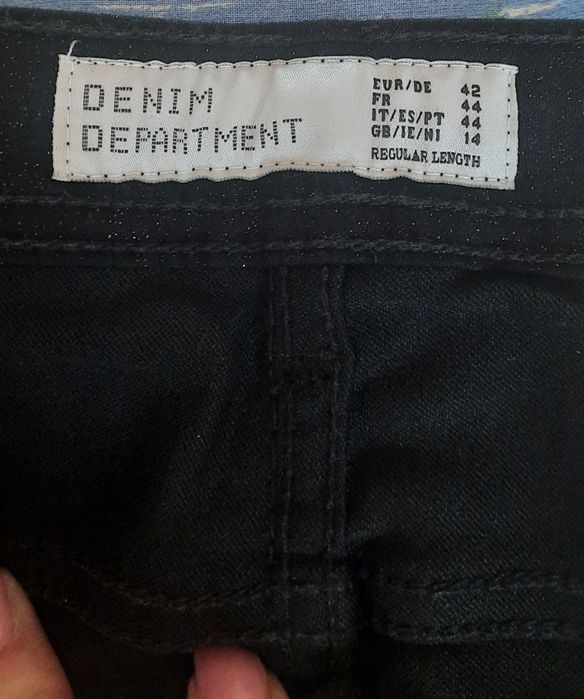 DENIM
DEPARTMENT
EUR/DE 42
FR 44
IT/ES/PT 44
GB/IE/NI 14
REGULAR LENGTH